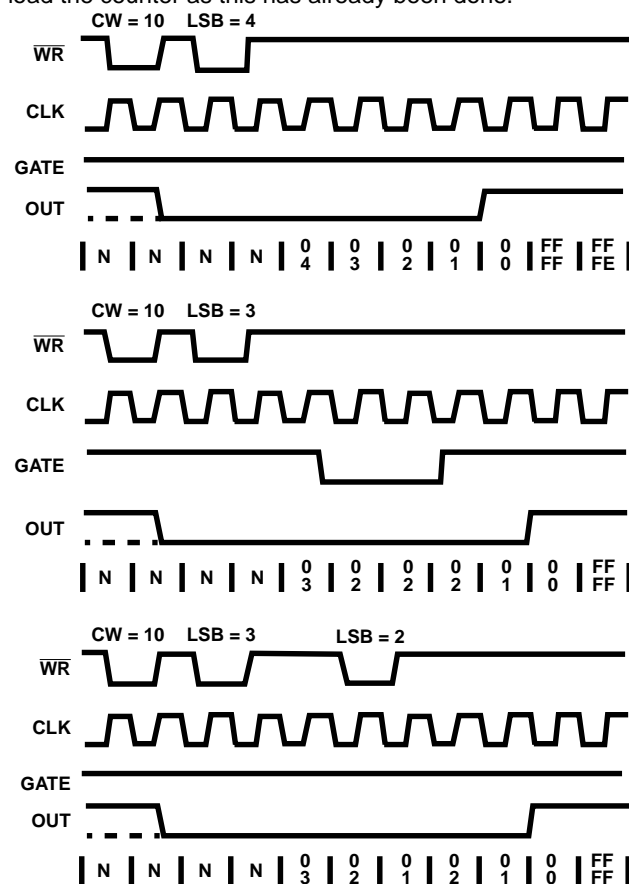 load the counter as this has already been done.
CW = 10 LSB = 4
WR
CLK
GATE
OUT
N N N N 0 0 0 0 0 FF FF
4 3 2 1 0 FF FE
CW = 10 LSB = 3
WR
CLK
GATE
OUT
N N N N 0 0 0 0 0 0 FF
3 2 2 2 1 0 FF
CW = 10 LSB = 3 LSB = 2
WR
CLK
GATE
OUT
N N N N 0 0 0 0 0 0 FF
3 2 1 2 1 0 FF